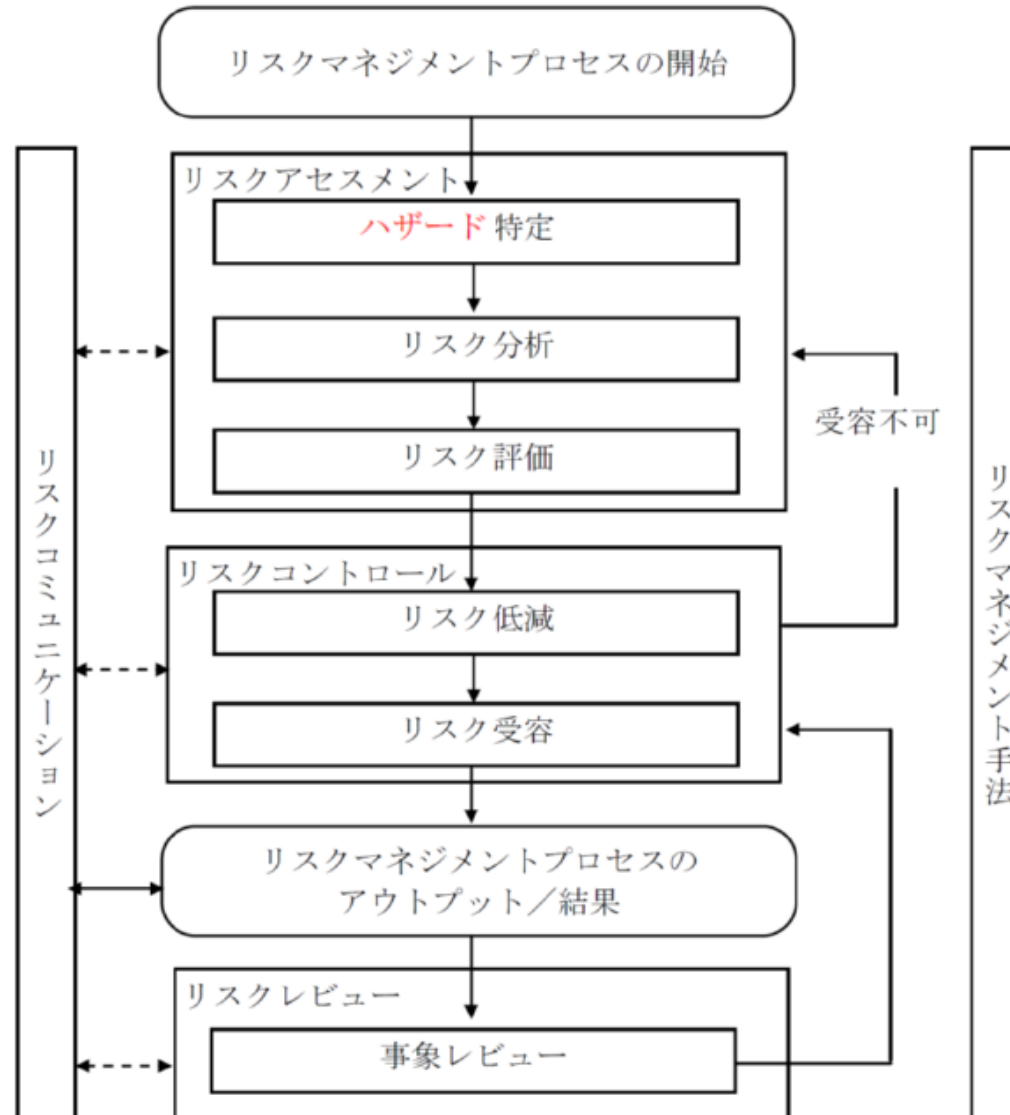 リスクマネジメントプロセスの開始
リスクアセスメント
ハザード 特定
リスク分析
リスク評価
受容不可
リスクコントロール
リスク低減
リスク受容
リスクマネジメントプロセスの
アウトプット／結果
リスクレビュー
事象レビュー
リスクコミュニケーション
リスクマネジメント手法